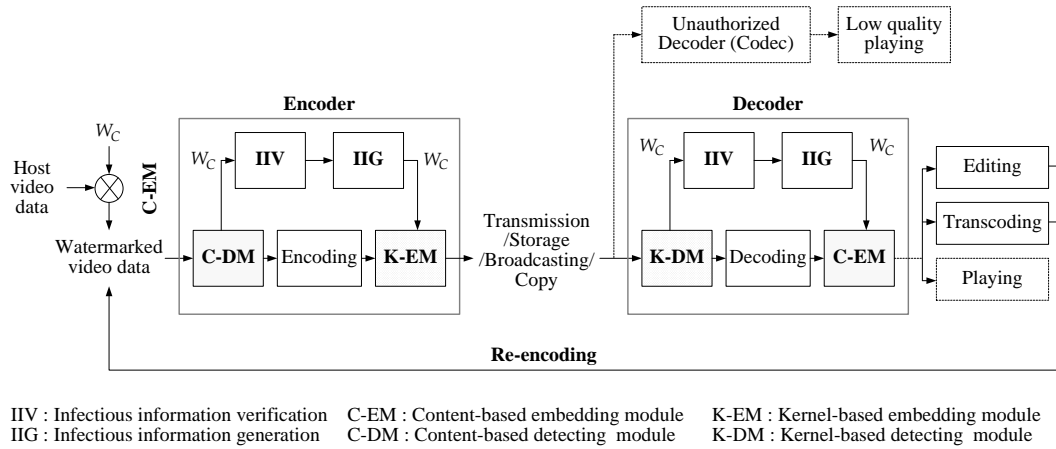 Unauthorized
Decoder (Codec)
Low quality
playing
Encoder
Decoder
W_C
Host
video
data
C-EM
W_C
IIV
IIG
W_C
W_C
IIV
IIG
W_C
Editing
Watermarked
video data
C-DM
Encoding
K-EM
Transmission
/Storage
/Broadcasting/
Copy
K-DM
Decoding
C-EM
Transcoding
Playing
Re-encoding
IIV : Infectious information verification C-EM : Content-based embedding module K-EM : Kernel-based embedding module
IIG : Infectious information generation C-DM : Content-based detecting module K-DM : Kernel-based detecting module